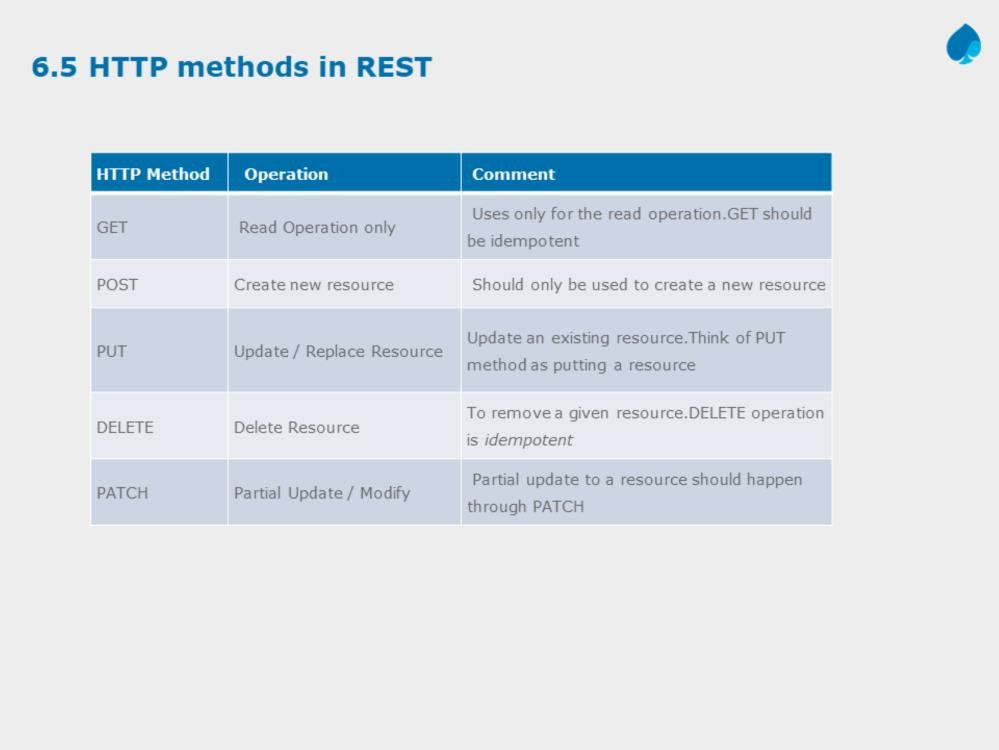 6.5 HTTP methods in REST
HTTP Method Operation Comment
GET Read Operation only Uses only for the read operation.GET should
be idempotent
POST Create new resource Should only be used to create a new resource
PUT Update / Replace Resource Update an existing resource.Think of PUT
method as putting a resource
DELETE Delete Resource To remove a given resource.DELETE operation
is idempotent
PATCH Partial Update / Modify Partial update to a resource should happen
through PATCH